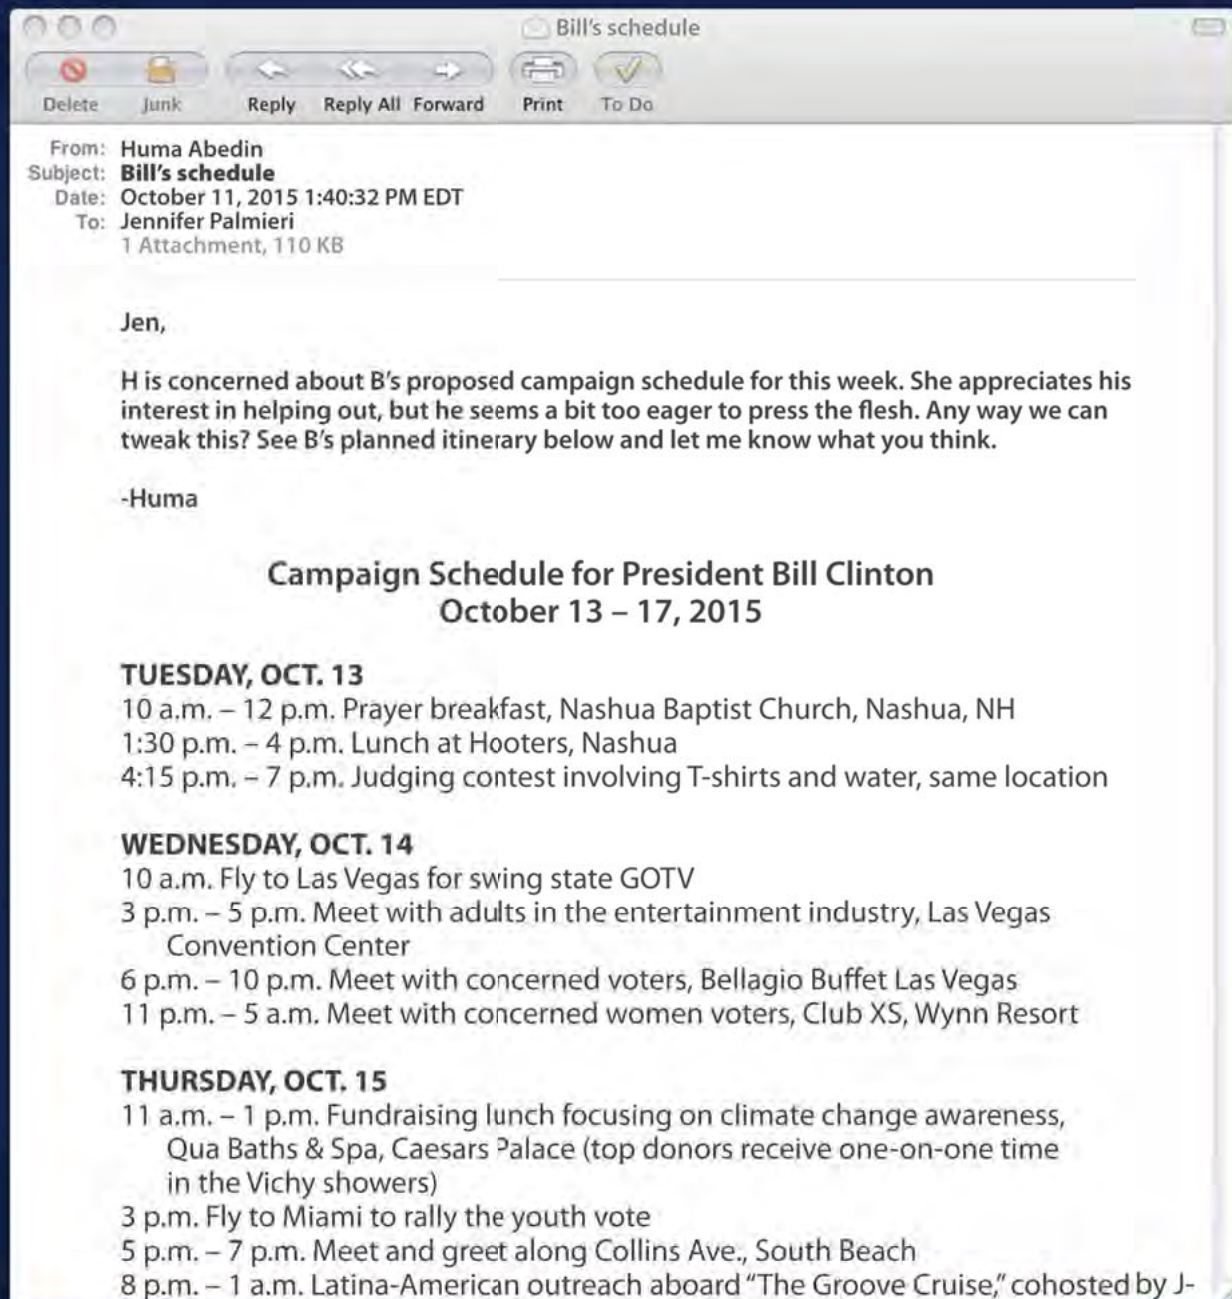 Bill's schedule
Delete Junk Reply Reply All Forward Print To Do
From: Huma Abedin
Subject: Bill's schedule
Date: October 11, 2015 1:40:32 PM EDT
To: Jennifer Palmieri
1 Attachment, 110 KB
Jen,
H is concerned about B's proposed campaign schedule for this week. She appreciates his
interest in helping out, but he seems a bit too eager to press the flesh. Any way we can
tweak this? See B's planned itinerary below and let me know what you think.
-Huma
Campaign Schedule for President Bill Clinton
October 13 – 17, 2015
TUESDAY, OCT. 13
10 a.m. – 12 p.m. Prayer breakfast, Nashua Baptist Church, Nashua, NH
1:30 p.m. – 4 p.m. Lunch at Hooters, Nashua
4:15 p.m. – 7 p.m. Judging contest involving T-shirts and water, same location
WEDNESDAY, OCT. 14
10 a.m. Fly to Las Vegas for swing state GOTV
3 p.m. – 5 p.m. Meet with adults in the entertainment industry, Las Vegas
Convention Center
6 p.m. – 10 p.m. Meet with concerned voters, Bellagio Buffet Las Vegas
11 p.m. – 5 a.m. Meet with concerned women voters, Club XS, Wynn Resort
THURSDAY, OCT. 15
11 a.m. – 1 p.m. Fundraising lunch focusing on climate change awareness,
Qua Baths & Spa, Caesars Palace (top donors receive one-on-one time
in the Vichy showers)
3 p.m. Fly to Miami to rally the youth vote
5 p.m. – 7 p.m. Meet and greet along Collins Ave., South Beach
8 p.m. – 1 a.m. Latina-American outreach aboard "The Groove Cruise," cohosted by J-